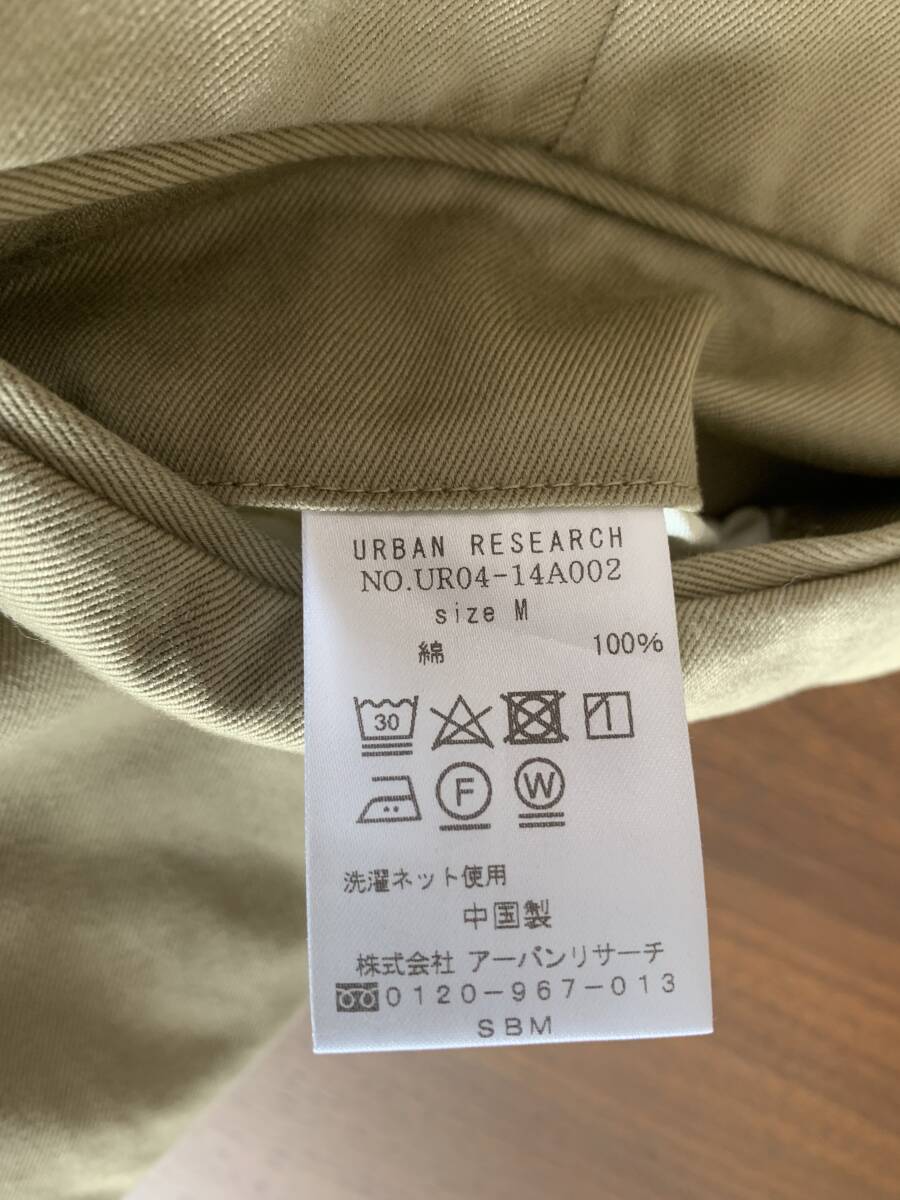 URBAN RESEARCH
NO.UR04-14A002
size M
綿 100%
30
F W
洗濯ネット使用
中国製
株式会社 アーバンリサーチ
0120-967-013
SBM